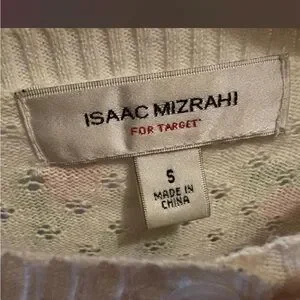 ISAAC MIZRAHI
FOR TARGET
S
MADE IN
CHINA